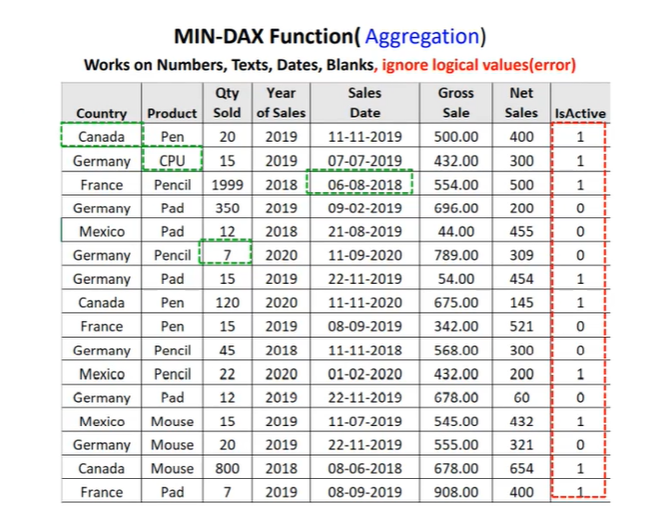 MIN-DAX Function( Aggregation)
Works on Numbers, Texts, Dates, Blanks, ignore logical values(error)
Country Product Qty Sold Year of Sales Sales Date Gross Sale Net Sales IsActive
Canada Pen 20 2019 11-11-2019 500.00 400 1
Germany CPU 15 2019 07-07-2019 432.00 300 1
France Pencil 1999 2018 06-08-2018 554.00 500 1
Germany Pad 350 2019 09-02-2019 696.00 200 0
Mexico Pad 12 2018 21-08-2019 44.00 455 0
Germany Pencil 7 2020 11-09-2020 789.00 309 0
Germany Pad 15 2019 22-11-2019 54.00 454 1
Canada Pen 120 2020 11-11-2020 675.00 145 1
France Pen 15 2019 08-09-2019 342.00 521 0
Germany Pencil 45 2018 11-11-2018 568.00 300 0
Mexico Pencil 22 2020 01-02-2020 432.00 200 1
Germany Pad 12 2019 22-11-2019 678.00 60 0
Mexico Mouse 15 2019 11-07-2019 545.00 432 1
Germany Mouse 20 2019 22-11-2019 555.00 321 0
Canada Mouse 800 2018 08-06-2018 678.00 654 1
France Pad 7 2019 08-09-2019 908.00 400 1